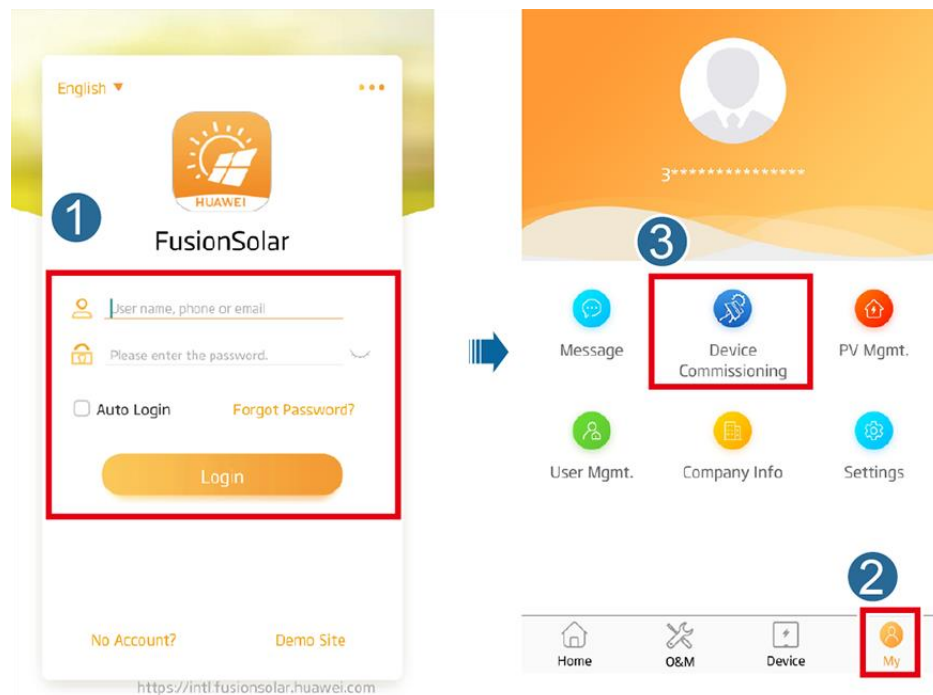 English
HUAWEI
1
FusionSolar
User name, phone or email
Please enter the password.
Auto Login
Forgot Password?
Login
No Account?
Demo Site
https://intl.fusionsolar.huawei.com
3***************
3
Message
Device
Commissioning
PV Mgmt.
User Mgmt.
Company Info
Settings
2
Home
O&M
Device
My